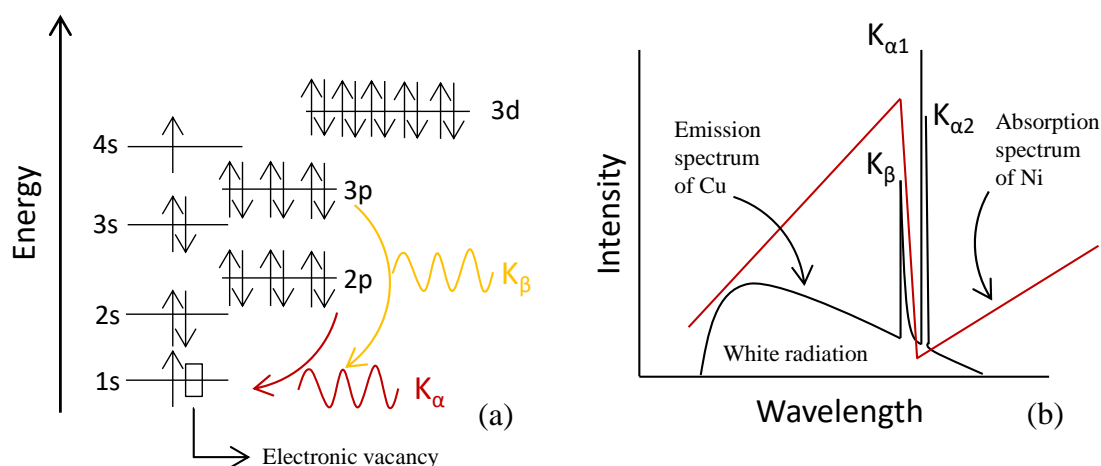 Energy
4s
3s
2s
1s
3d
3p
2p
Kβ
Kα
(a)
Electronic vacancy
Intensity
Emission
spectrum
of Cu
White radiation
Kα1
Kα2
Kβ
Absorption
spectrum
of Ni
Wavelength
(b)